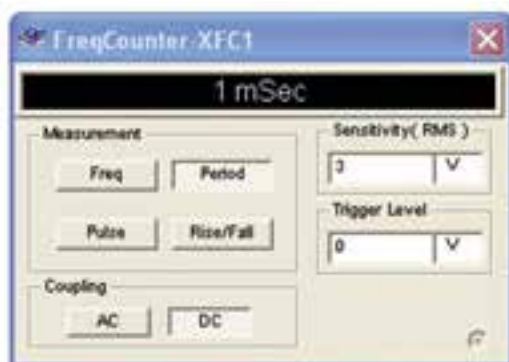 FreqCounter-XFC1
1 mSec
Measurement
Freq Period
Pulse Rise/Fall
Coupling
AC DC
Sensitivity( RMS )
3 V
Trigger Level
0 V